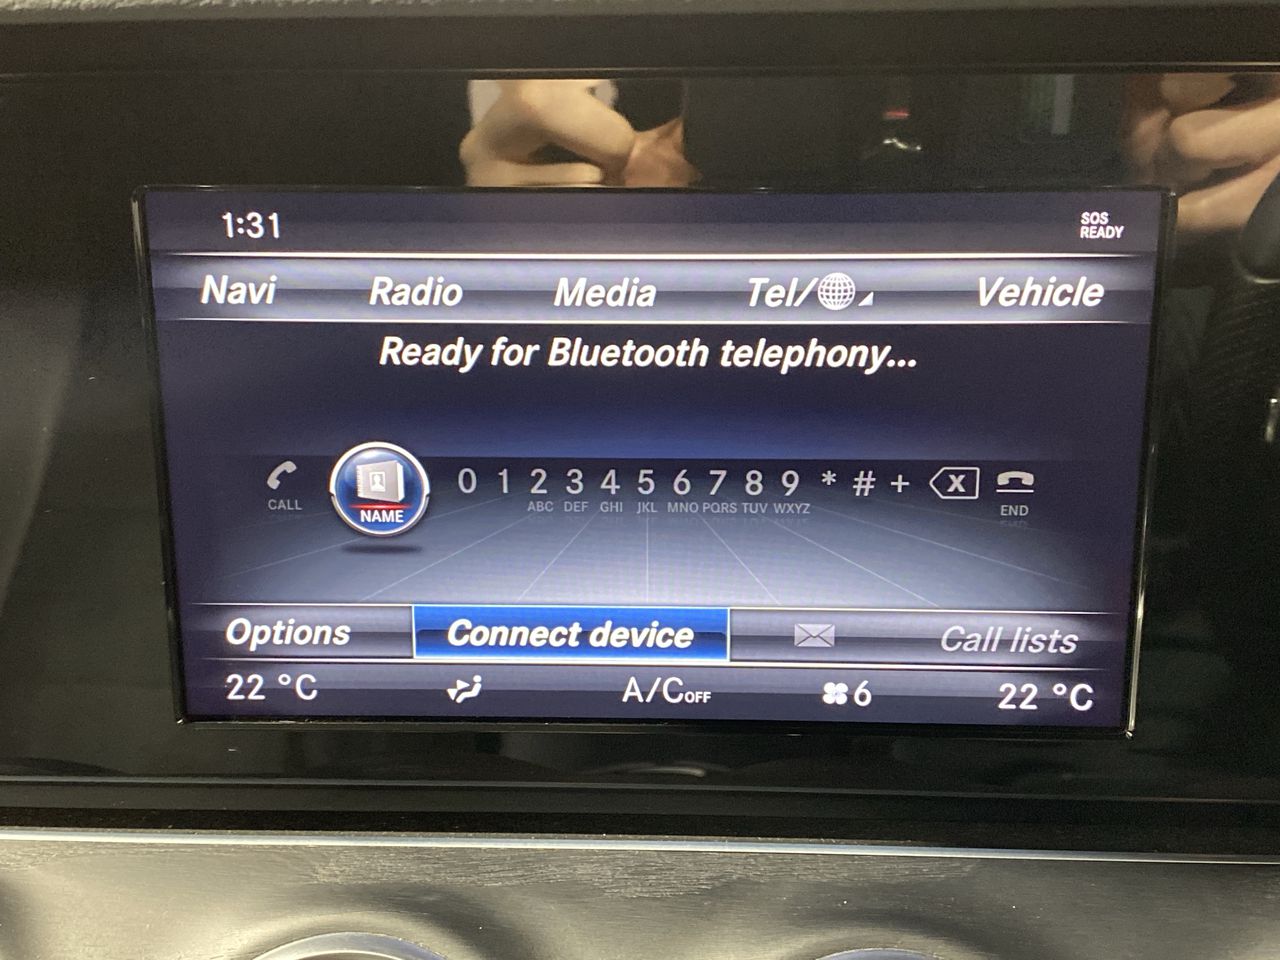 1:31
SOS
READY
Navi Radio Media Tel/ Vehicle
Ready for Bluetooth telephony...
0 1 2 3 4 5 6 7 8 9 * # + X
CALL NAME ABC DEF GHI JKL MNO PQRS TUV WXYZ END
Options Connect device Call lists
22 °C A/COFF 6 22 °C